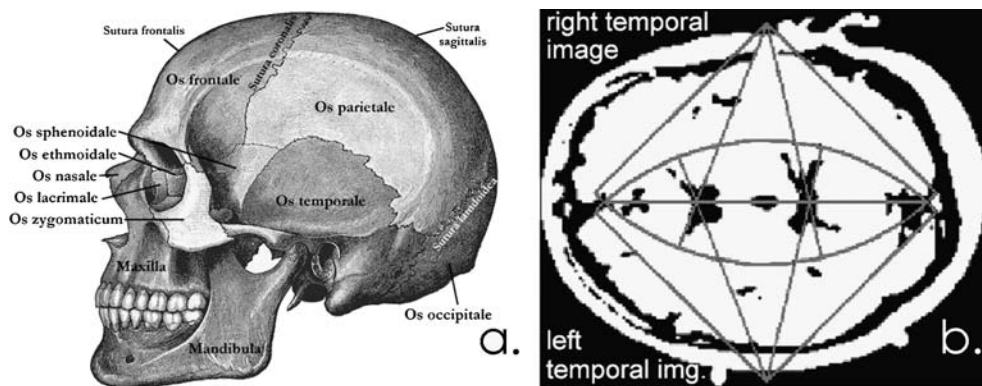 Sutura frontalis
Sutura coronalis
Sutura
sagittalis
Os frontale
Os parietale
Os sphenoidale
Os ethmoidale
Os nasale
Os lacrimale
Os zygomaticum
Os temporale
Sutura lamdoidea
Maxilla
Os occipitale
Mandibula
a.
right temporal
image
left
temporal img.
b.